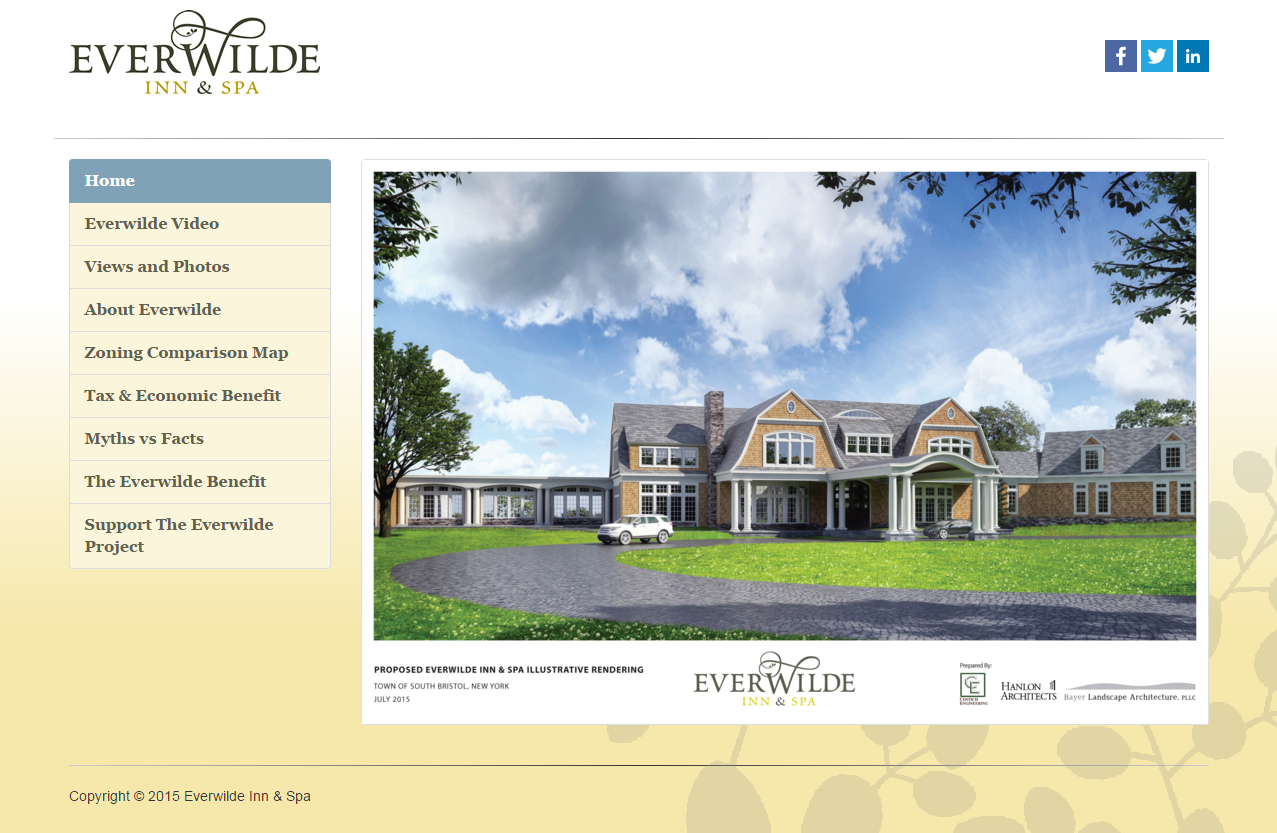 EVERWILDE
INN & SPA
Home
Everwilde Video
Views and Photos
About Everwilde
Zoning Comparison Map
Tax & Economic Benefit
Myths vs Facts
The Everwilde Benefit
Support The Everwilde
Project
PROPOSED EVERWILDE INN & SPA ILLUSTRATIVE RENDERING
TOWN OF SOUTH BRISTOL, NEW YORK
JULY 2015
EVERWILDE
INN & SPA
Prepared By:
COSTICH
ENGINEERING
HANLON
ARCHITECTS
Bayer Landscape Architecture, PLLC
Copyright © 2015 Everwilde Inn & Spa